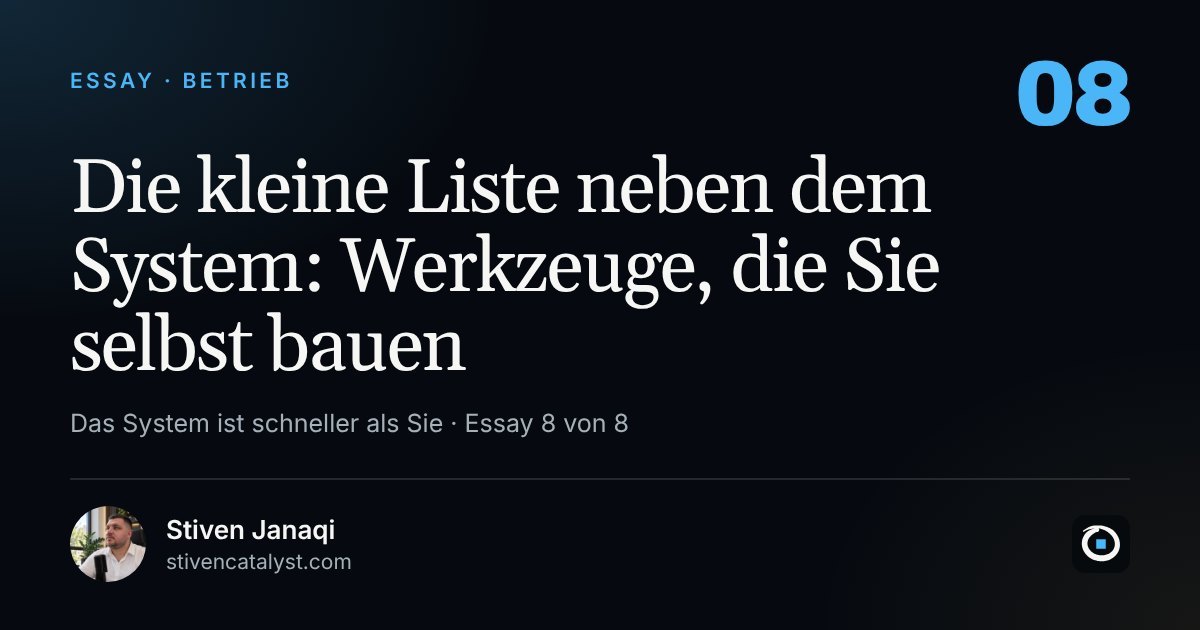 ESSAY · BETRIEB
08
Die kleine Liste neben dem
System: Werkzeuge, die Sie
selbst bauen
Das System ist schneller als Sie · Essay 8 von 8
Stiven Janaqi
stivencatalyst.com